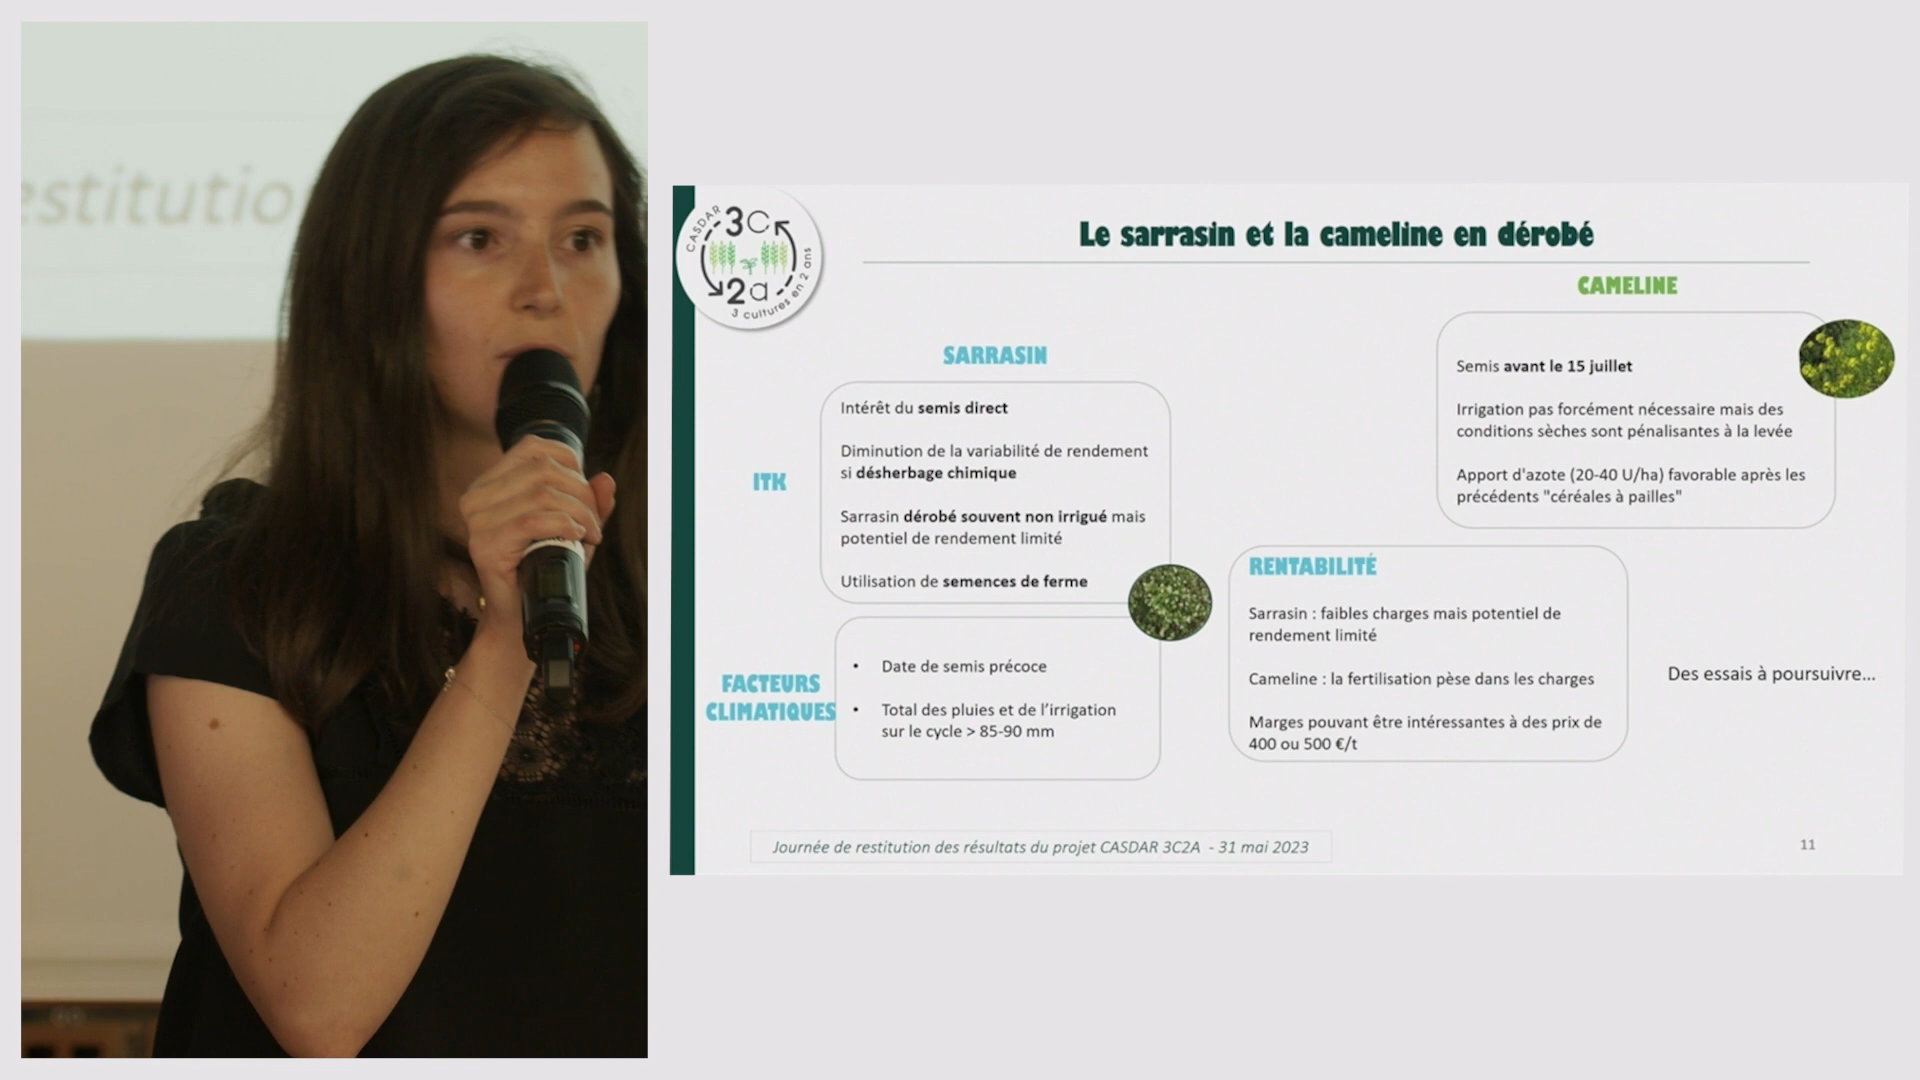 estitutio
CASDAR
3C
2a
3 cultures en 2 ans
Le sarrasin et la cameline en dérobé
SARRASIN
ITK
Intérêt du semis direct
Diminution de la variabilité de rendement
si désherbage chimique
Sarrasin dérobé souvent non irrigué mais
potentiel de rendement limité
Utilisation de semences de ferme
FACTEURS
CLIMATIQUES
• Date de semis précoce
• Total des pluies et de l'irrigation
sur le cycle > 85-90 mm
CAMELINE
Semis avant le 15 juillet
Irrigation pas forcément nécessaire mais des
conditions sèches sont pénalisantes à la levée
Apport d'azote (20-40 U/ha) favorable après les
précédents "céréales à pailles"
RENTABILITÉ
Sarrasin : faibles charges mais potentiel de
rendement limité
Cameline : la fertilisation pèse dans les charges
Marges pouvant être intéressantes à des prix de
400 ou 500 €/t
Des essais à poursuivre...
Journée de restitution des résultats du projet CASDAR 3C2A - 31 mai 2023
11